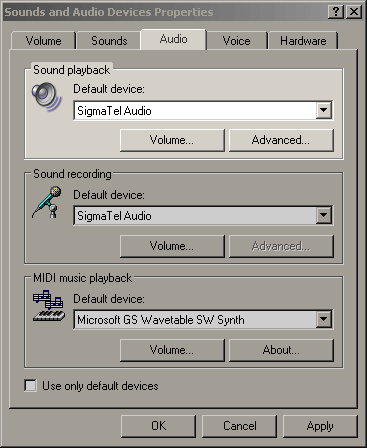 Sounds and Audio Devices Properties
Volume Sounds Audio Voice Hardware
Sound playback
Default device:
SigmaTel Audio
Volume... Advanced...
Sound recording
Default device:
SigmaTel Audio
Volume... Advanced...
MIDI music playback
Default device:
Microsoft GS Wavetable SW Synth
Volume... About...
Use only default devices
OK Cancel Apply